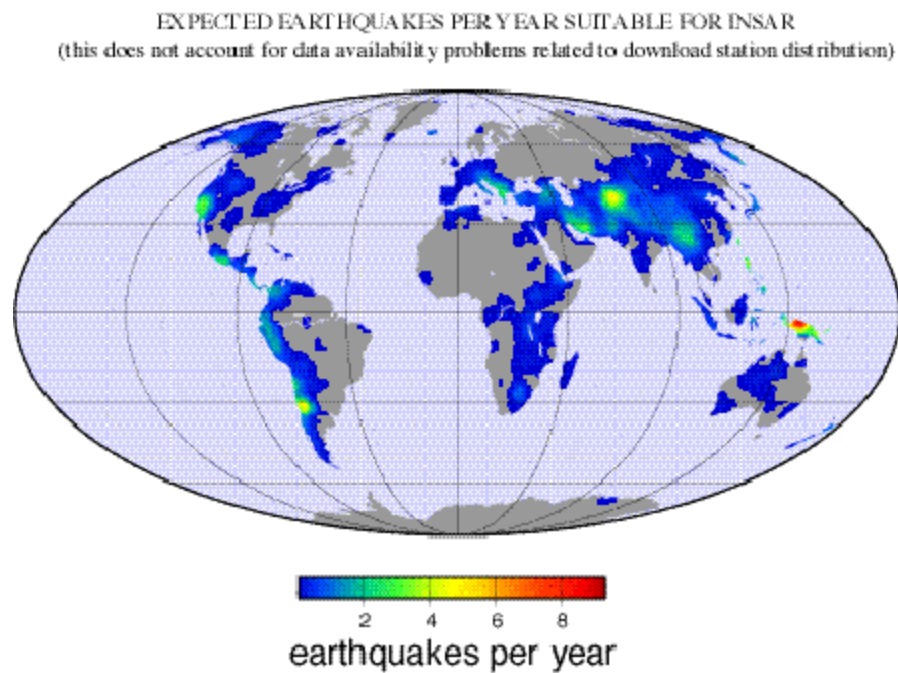 EXPECTED EARTHQUAKES PER YEAR SUITABLE FOR INSAR
(this does not account for data availability problems related to download station distribution)
2 4 6 8
earthquakes per year